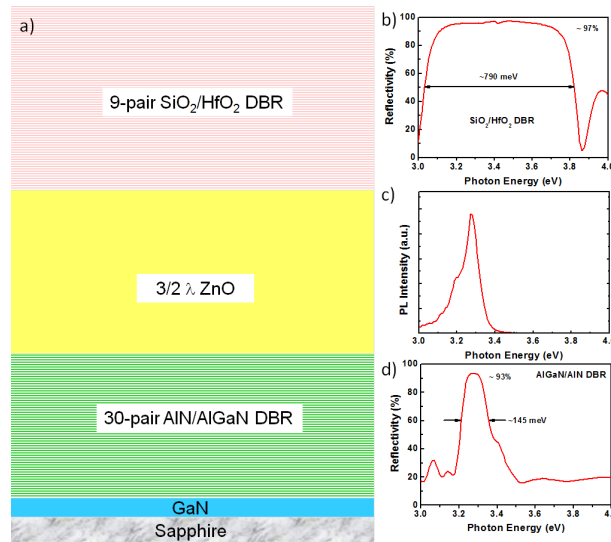 a)
9-pair SiO₂/HfO₂ DBR
3/2 λ ZnO
30-pair AlN/AlGaN DBR
GaN
Sapphire
b)
100
80
60
40
20
0
Reflectivity (%)
~ 97%
~790 meV
SiO₂/HfO₂ DBR
3.0 3.2 3.4 3.6 3.8 4.0
Photon Energy (eV)
c)
PL Intensity (a.u.)
3.0 3.2 3.4 3.6 3.8 4.0
Photon Energy (eV)
d)
100
80
60
40
20
0
Reflectivity (%)
~ 93%
AlGaN/AlN DBR
~145 meV
3.0 3.2 3.4 3.6 3.8 4.0
Photon Energy (eV)